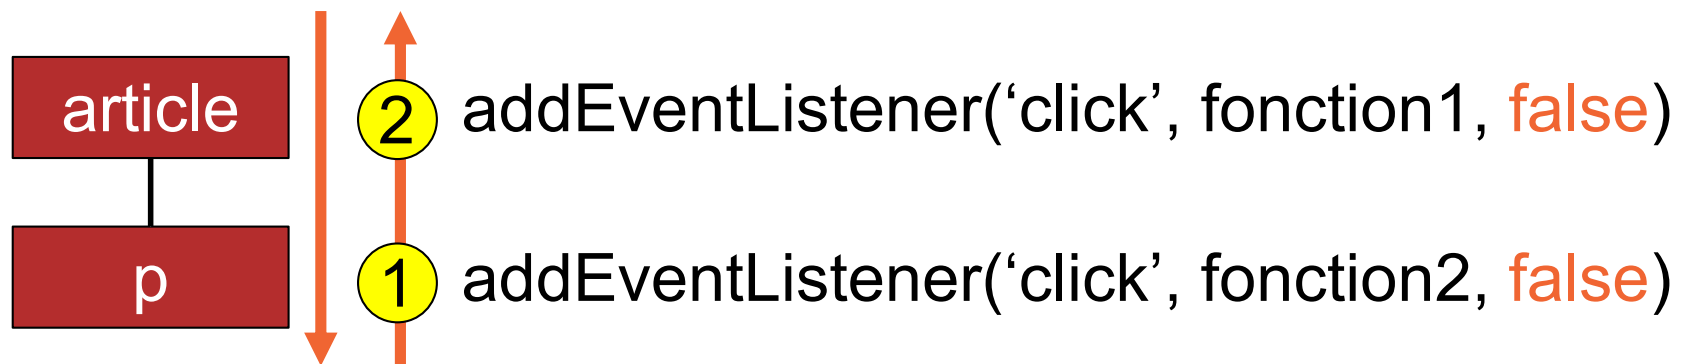 article
2 addEventListener(‘click’, fonction1, false)
p
1 addEventListener(‘click’, fonction2, false)